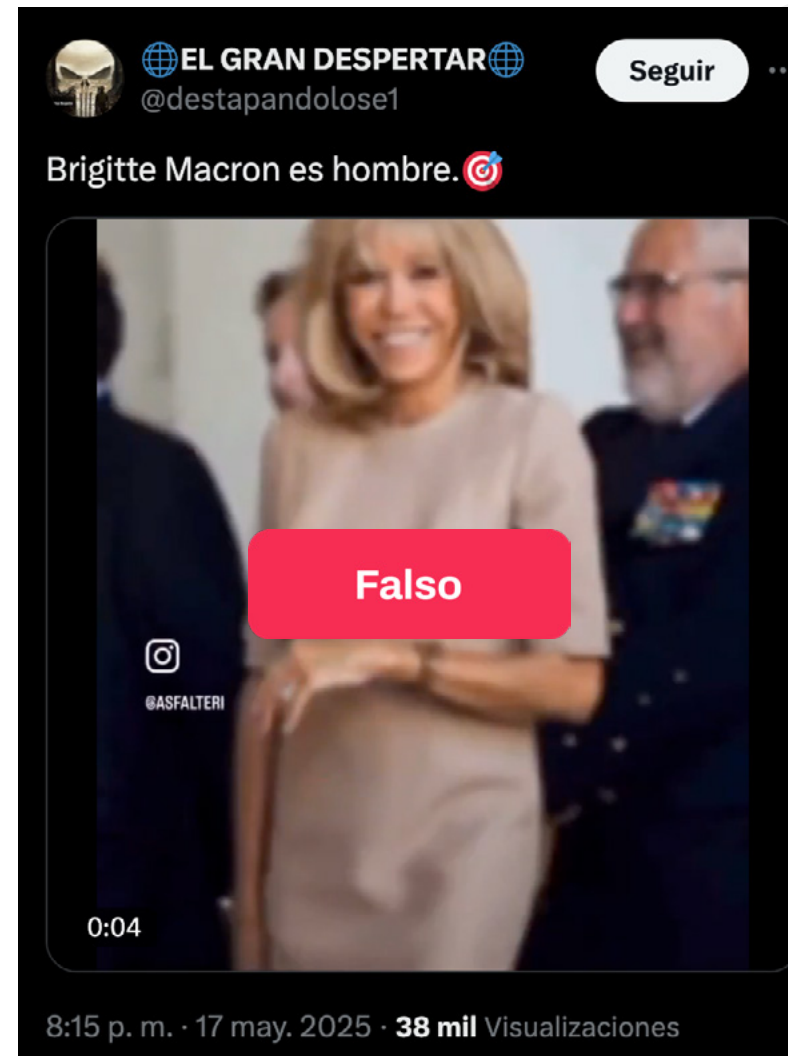 🌐EL GRAN DESPERTAR🌐
@destapandolose1
Seguir
Brigitte Macron es hombre.🎯
Falso
@ASFALTERI
0:04
8:15 p. m. · 17 may. 2025 · 38 mil Visualizaciones